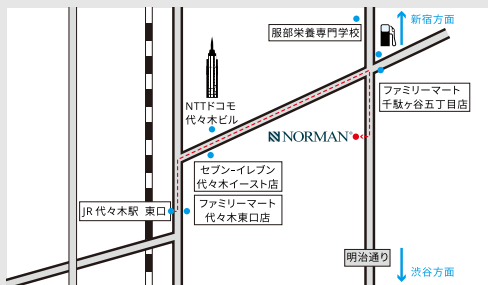 新宿方面
服部栄養専門学校
ファミリーマート
千駄ヶ谷五丁目店
NTTドコモ
代々木ビル
NORMAN®
セブン-イレブン
代々木イースト店
ファミリーマート
代々木東口店
JR代々木駅 東口
明治通り
渋谷方面